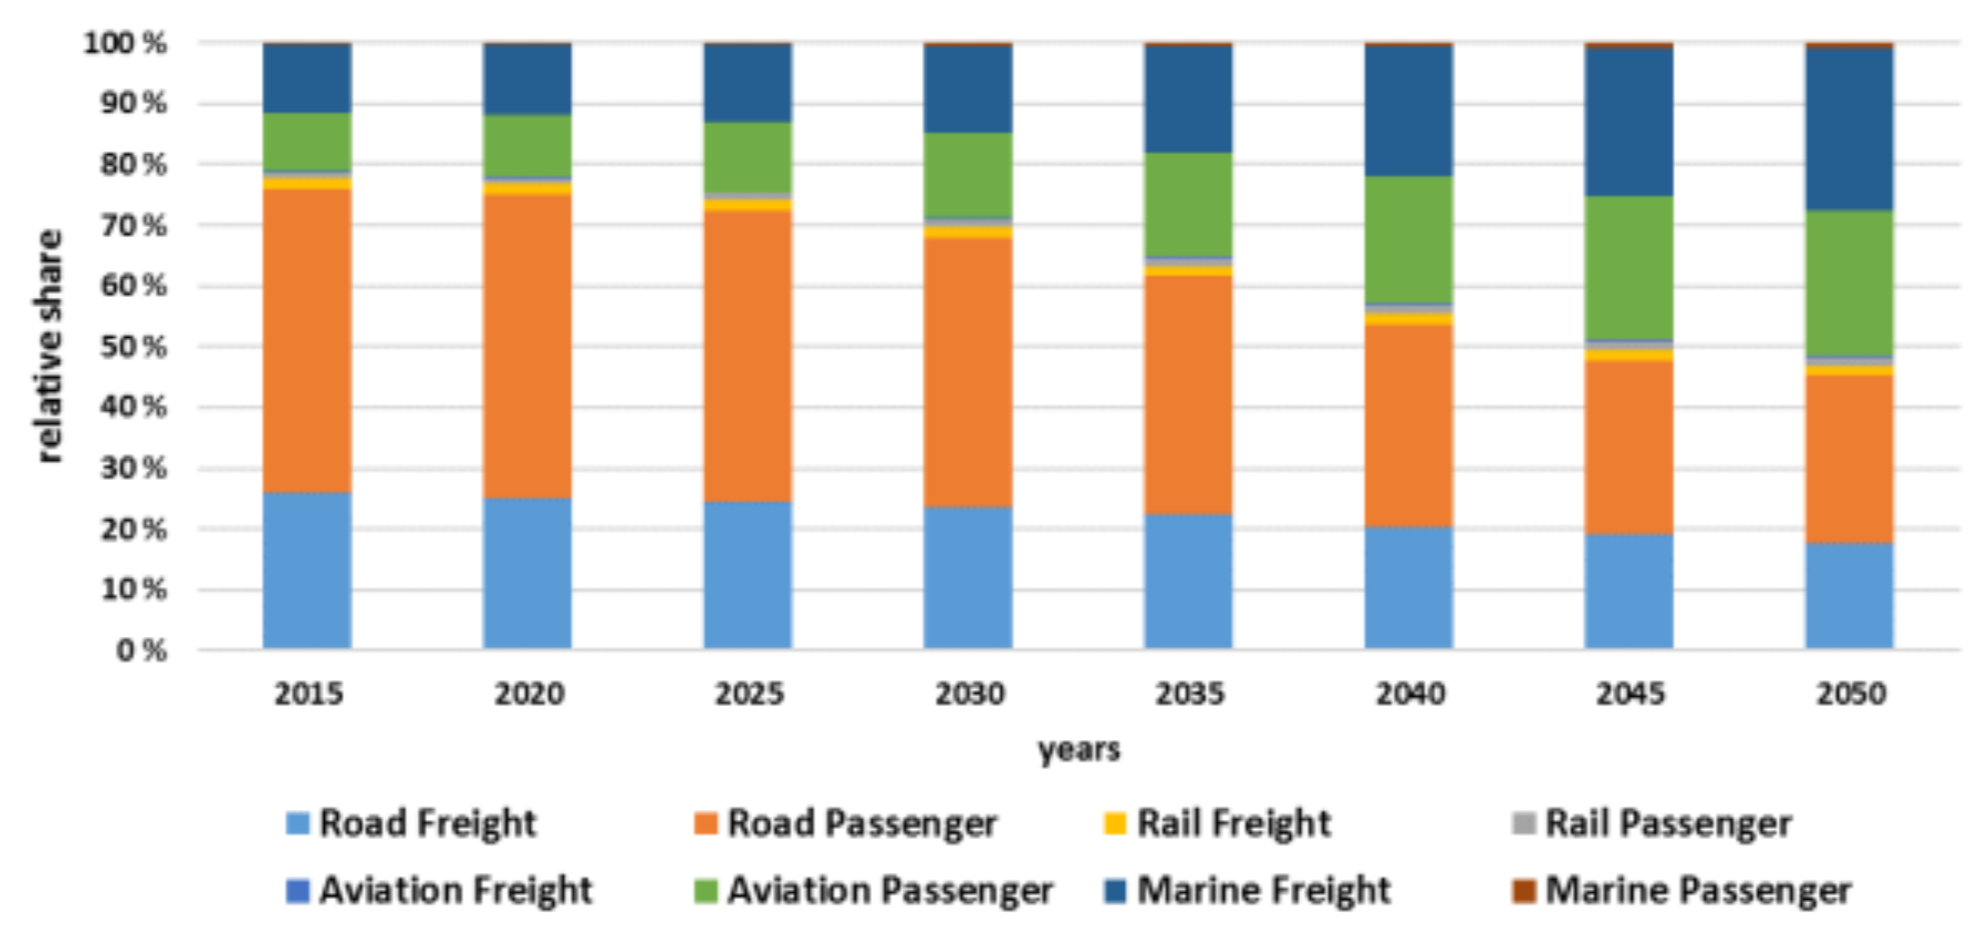 100 %
90 %
80 %
70 %
60 %
50 %
40 %
30 %
20 %
10 %
0 %
relative share
2015 2020 2025 2030 2035 2040 2045 2050
years
Road Freight Road Passenger Rail Freight Rail Passenger
Aviation Freight Aviation Passenger Marine Freight Marine Passenger